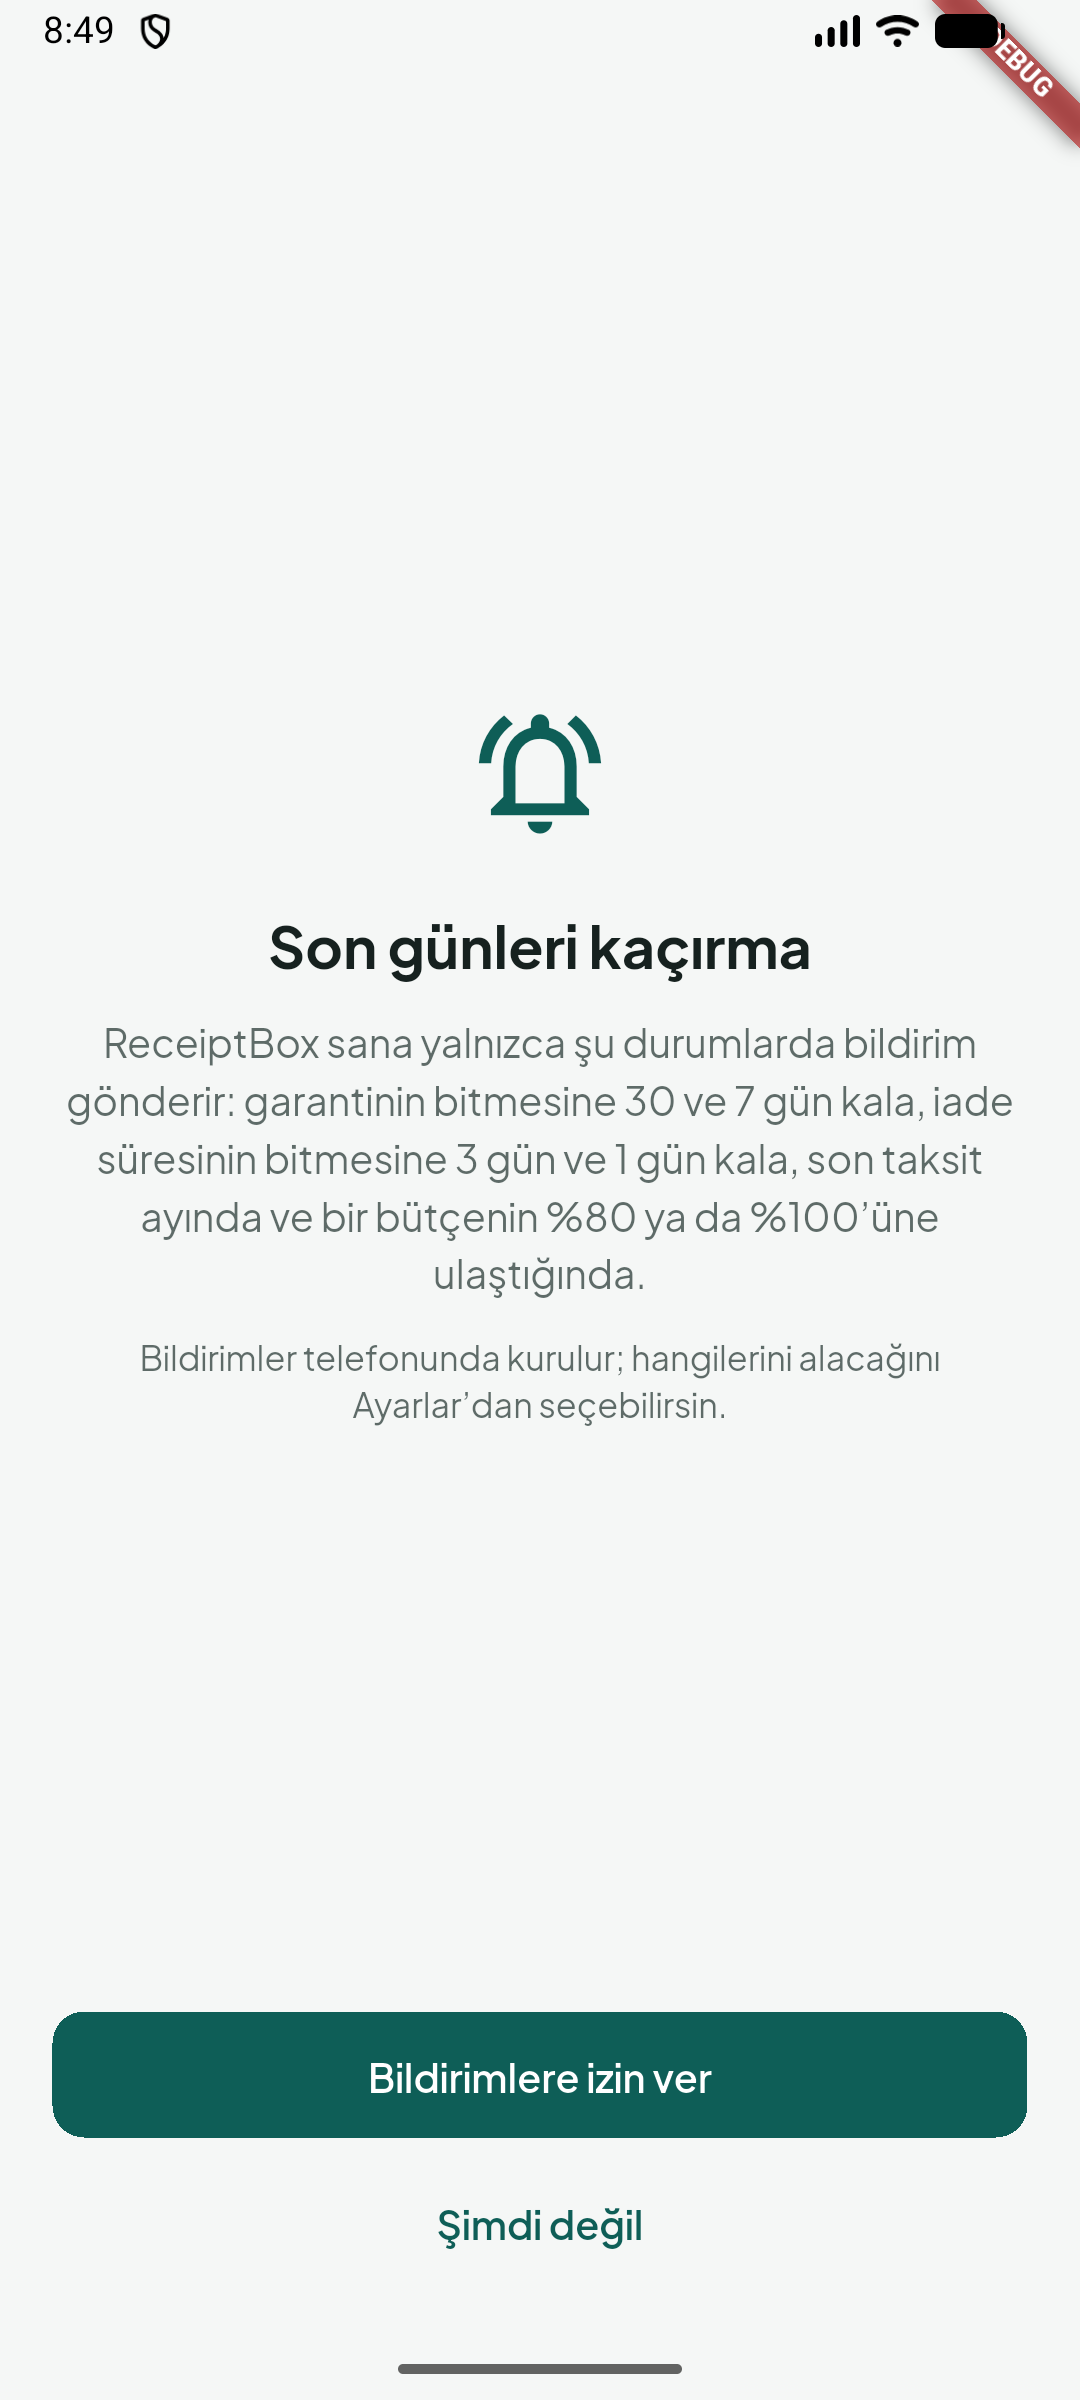 8:49
DEBUG
Son günleri kaçırma
ReceiptBox sana yalnızca şu durumlarda bildirim
gönderir: garantinin bitmesine 30 ve 7 gün kala, iade
süresinin bitmesine 3 gün ve 1 gün kala, son taksit
ayında ve bir bütçenin %80 ya da %100’üne
ulaştığında.
Bildirimler telefonunda kurulur; hangilerini alacağını
Ayarlar’dan seçebilirsin.
Bildirimlere izin ver
Şimdi değil